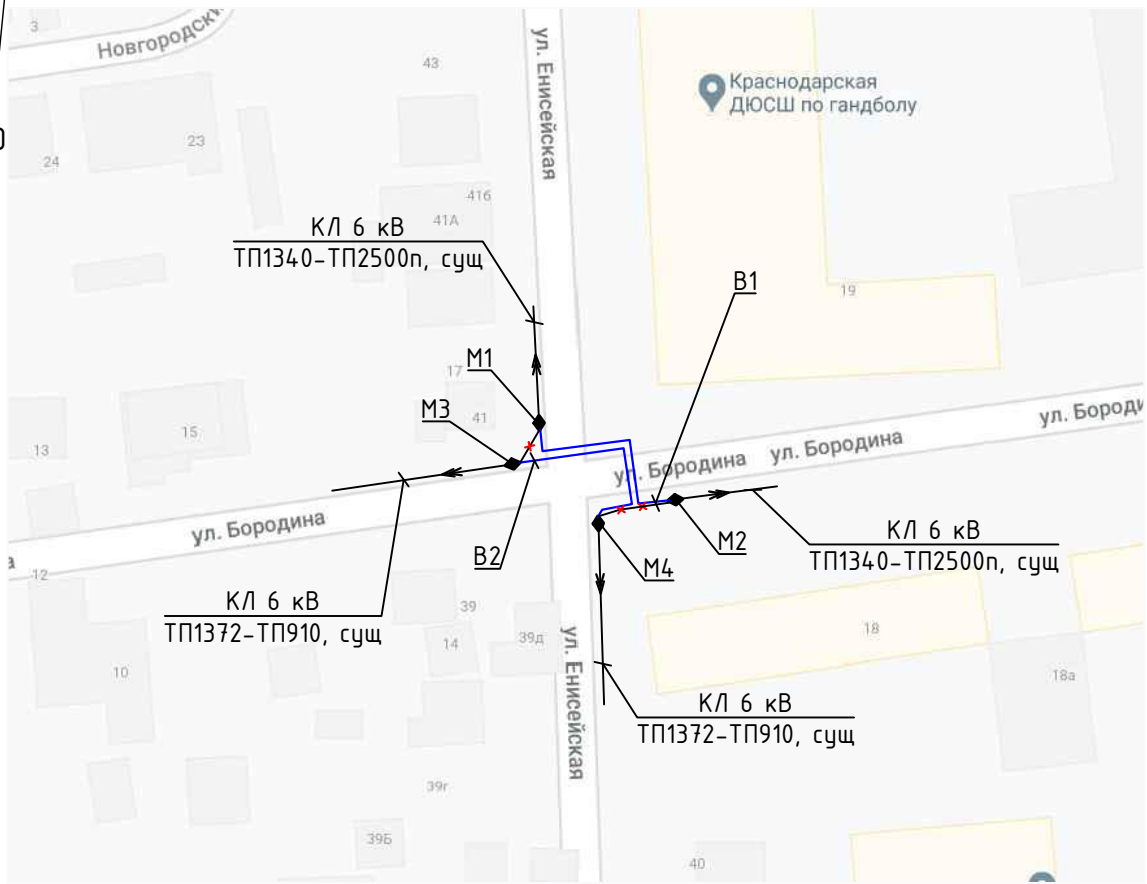 3
Новгородски
43
ул. Енисейская
Краснодарская
ДЮСШ по гандболу
24
23
416
41А
КЛ 6 кВ
ТП1340-ТП2500п, сущ
В1
19
М1
17
М3
41
15
13
ул. Бороди
ул. Бородина
ул. Бородина
ул. Бородина
а
В2
М4
М2
КЛ 6 кВ
ТП1340-ТП2500п, сущ
12
КЛ 6 кВ
ТП1372-ТП910, сущ
39
14
39д
18
10
ул. Енисейская
18а
КЛ 6 кВ
ТП1372-ТП910, сущ
39г
39Б
40